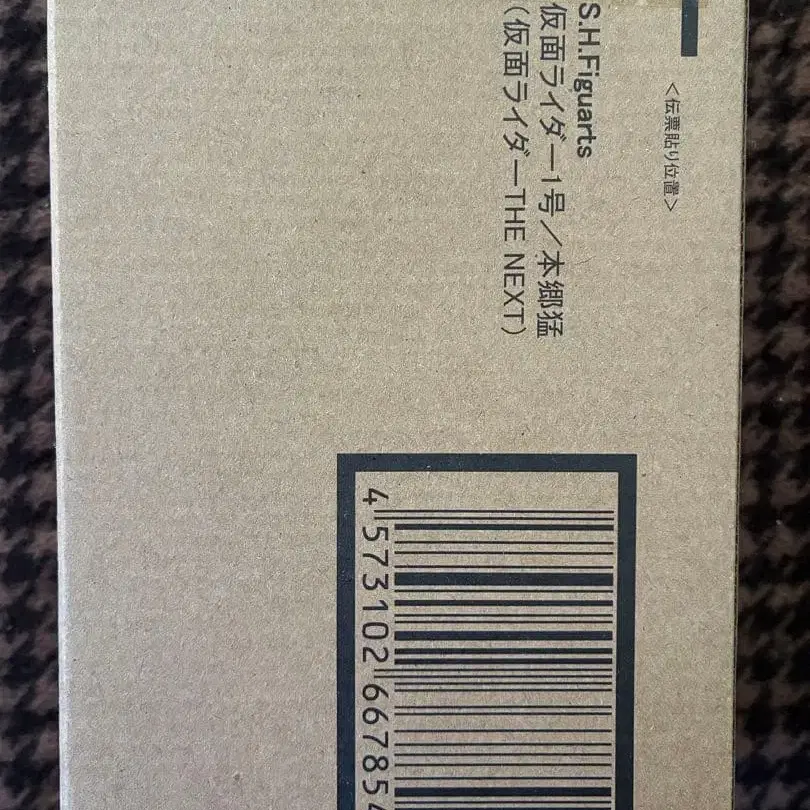 <伝票貼り位置>
S.H.Figuarts
仮面ライダー1号／本郷猛
（仮面ライダーTHE NEXT）
4 573102 667854